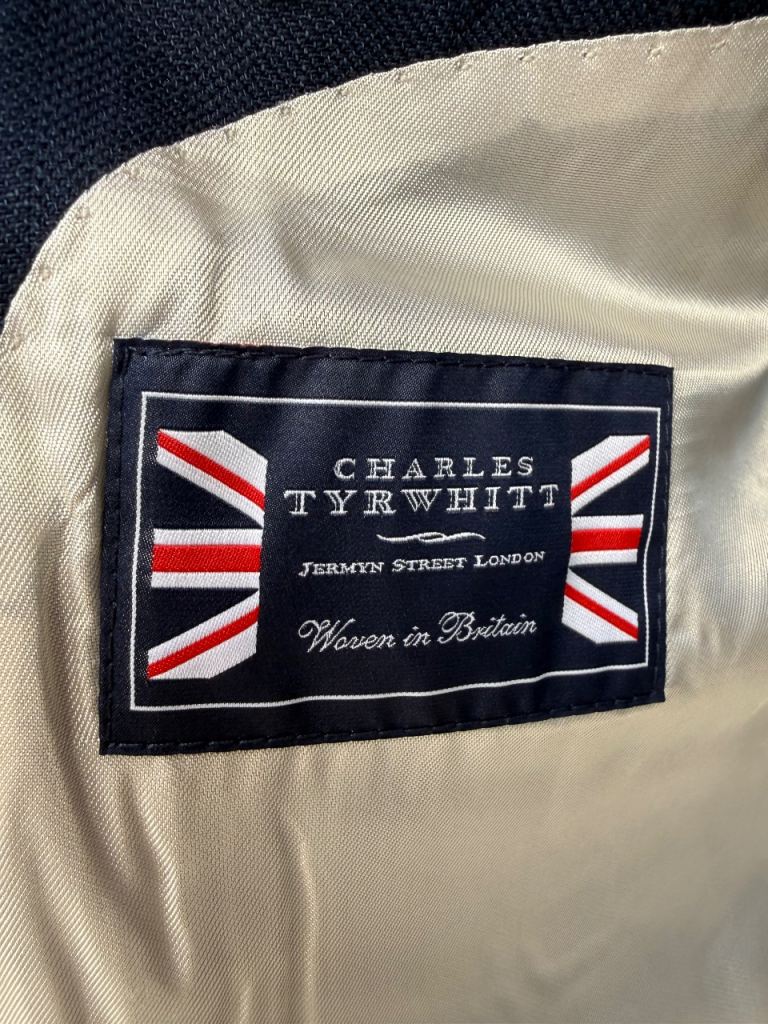 CHARLES
TYRWHITT
JERMYN STREET LONDON
Woven in Britain